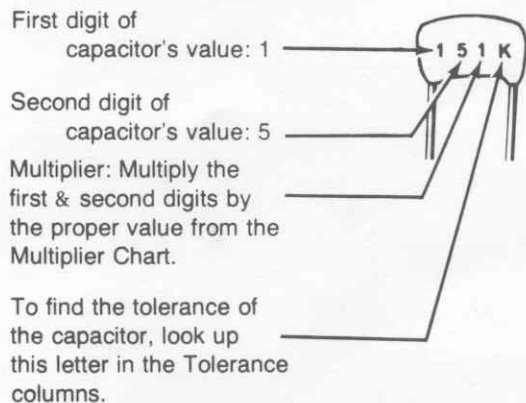 First digit of
capacitor's value: 1
1 5 1 K
Second digit of
capacitor's value: 5
Multiplier: Multiply the
first & second digits by
the proper value from the
Multiplier Chart.
To find the tolerance of
the capacitor, look up
this letter in the Tolerance
columns.